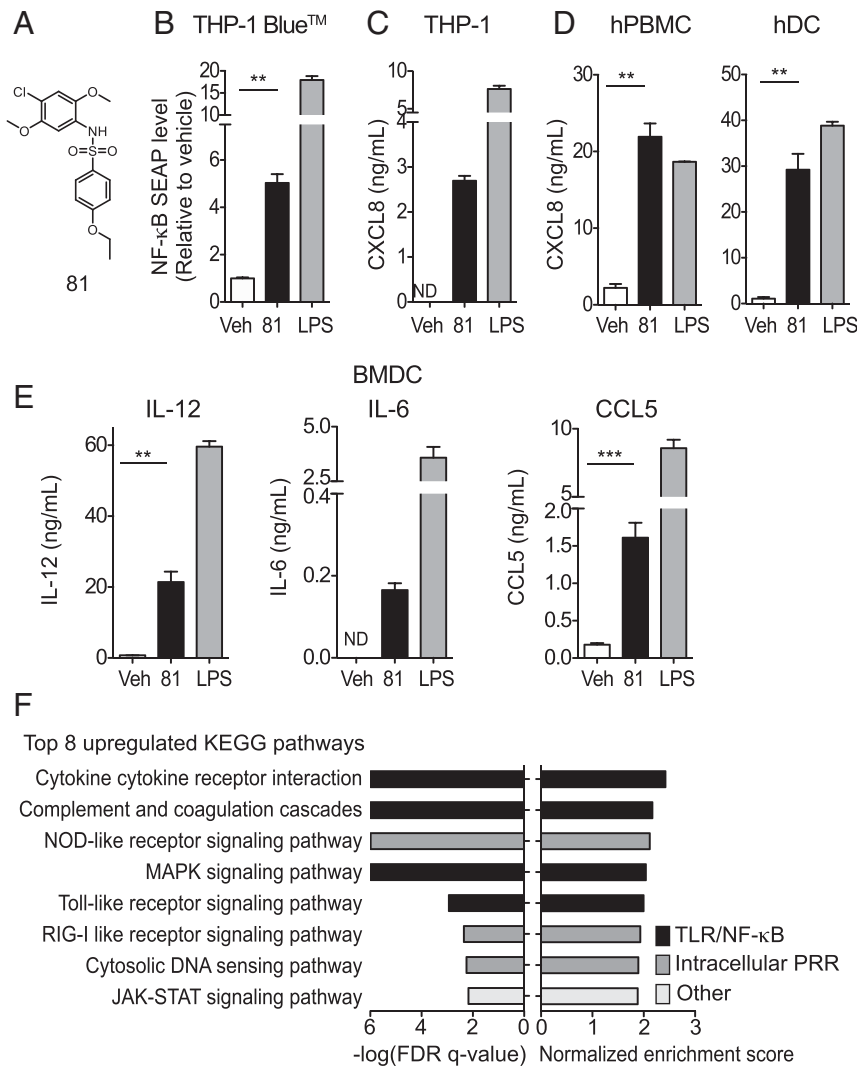 A
Cl
O
O
NH
O
S
O
O
81
B
THP-1 Blue™
NF-κB SEAP level
(Relative to vehicle)
20
15
10
6
4
2
0
**
Veh 81 LPS
C
THP-1
CXCL8 (ng/mL)
10
5
4
3
2
1
0
ND
Veh 81 LPS
D
hPBMC
CXCL8 (ng/mL)
30
20
10
0
**
Veh 81 LPS
hDC
50
40
30
20
10
0
**
Veh 81 LPS
E
BMDC
IL-12
IL-12 (ng/mL)
60
40
20
0
**
Veh 81 LPS
IL-6
IL-6 (ng/mL)
5.0
2.5
0.4
0.2
0.0
ND
Veh 81 LPS
CCL5
CCL5 (ng/mL)
10
5
2.0
1.5
1.0
0.5
0.0
***
Veh 81 LPS
F
Top 8 upregulated KEGG pathways
Cytokine cytokine receptor interaction
Complement and coagulation cascades
NOD-like receptor signaling pathway
MAPK signaling pathway
Toll-like receptor signaling pathway
RIG-I like receptor signaling pathway
Cytosolic DNA sensing pathway
JAK-STAT signaling pathway
TLR/NF-κB
Intracellular PRR
Other
6 4 2 0 0 1 2 3
-log(FDR q-value) Normalized enrichment score